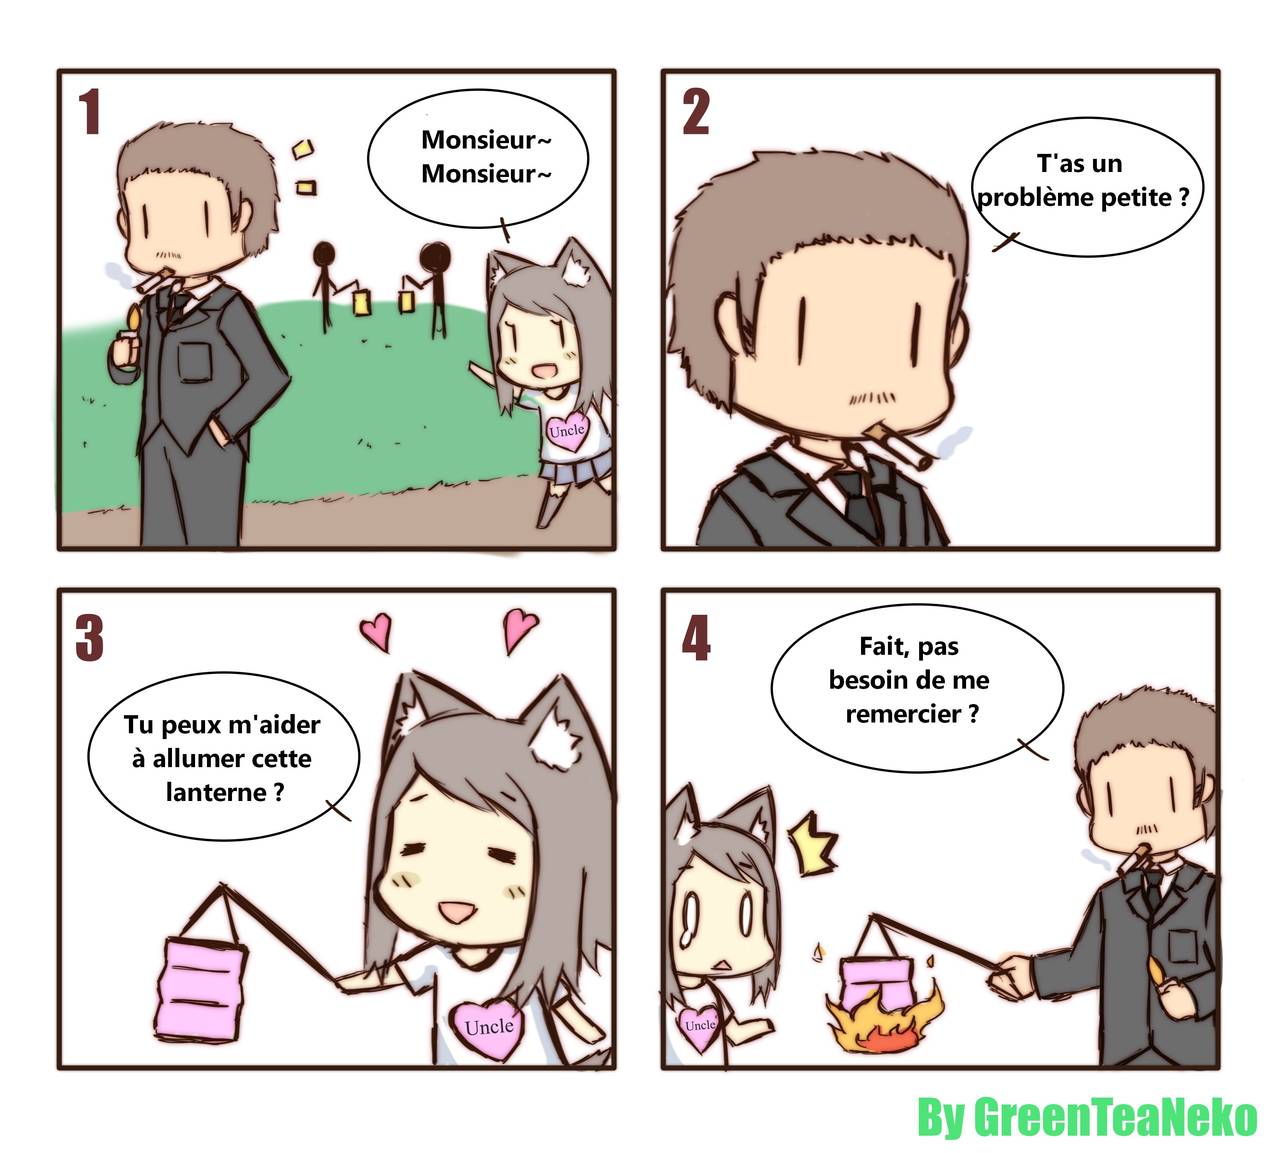 1
Monsieur~
Monsieur~
Uncle
2
T'as un
problème petite ?
3
Tu peux m'aider
à allumer cette
lanterne ?
Uncle
4
Fait, pas
besoin de me
remercier ?
Uncle
By GreenTeaNeko